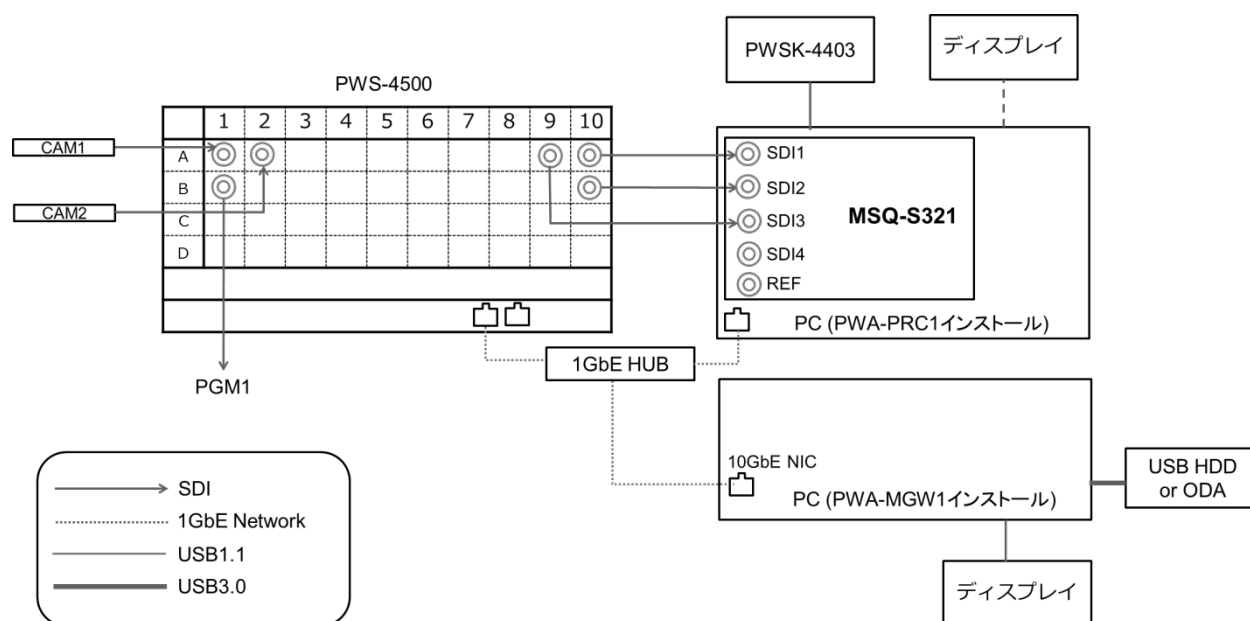 PWSK-4403
ディスプレイ
PWS-4500
1 2 3 4 5 6 7 8 9 10
A
B
C
D
CAM1
CAM2
PGM1
SDI1
SDI2
SDI3
SDI4
REF
MSQ-S321
PC (PWA-PRC1インストール)
1GbE HUB
10GbE NIC
PC (PWA-MGW1インストール)
USB HDD
or ODA
ディスプレイ
SDI
1GbE Network
USB1.1
USB3.0